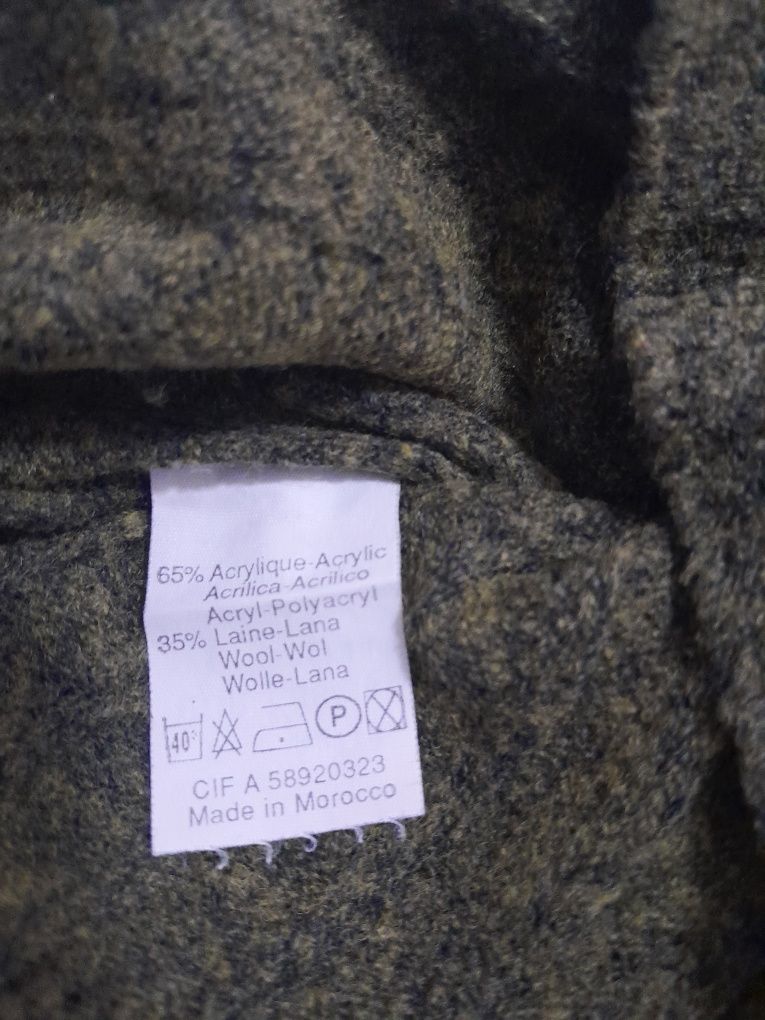 65% Acrylique-Acrylic
Acrilica-Acrilico
Acryl-Polyacryl
35% Laine-Lana
Wool-Wol
Wolle-Lana
40° P
CIF A 58920323
Made in Morocco